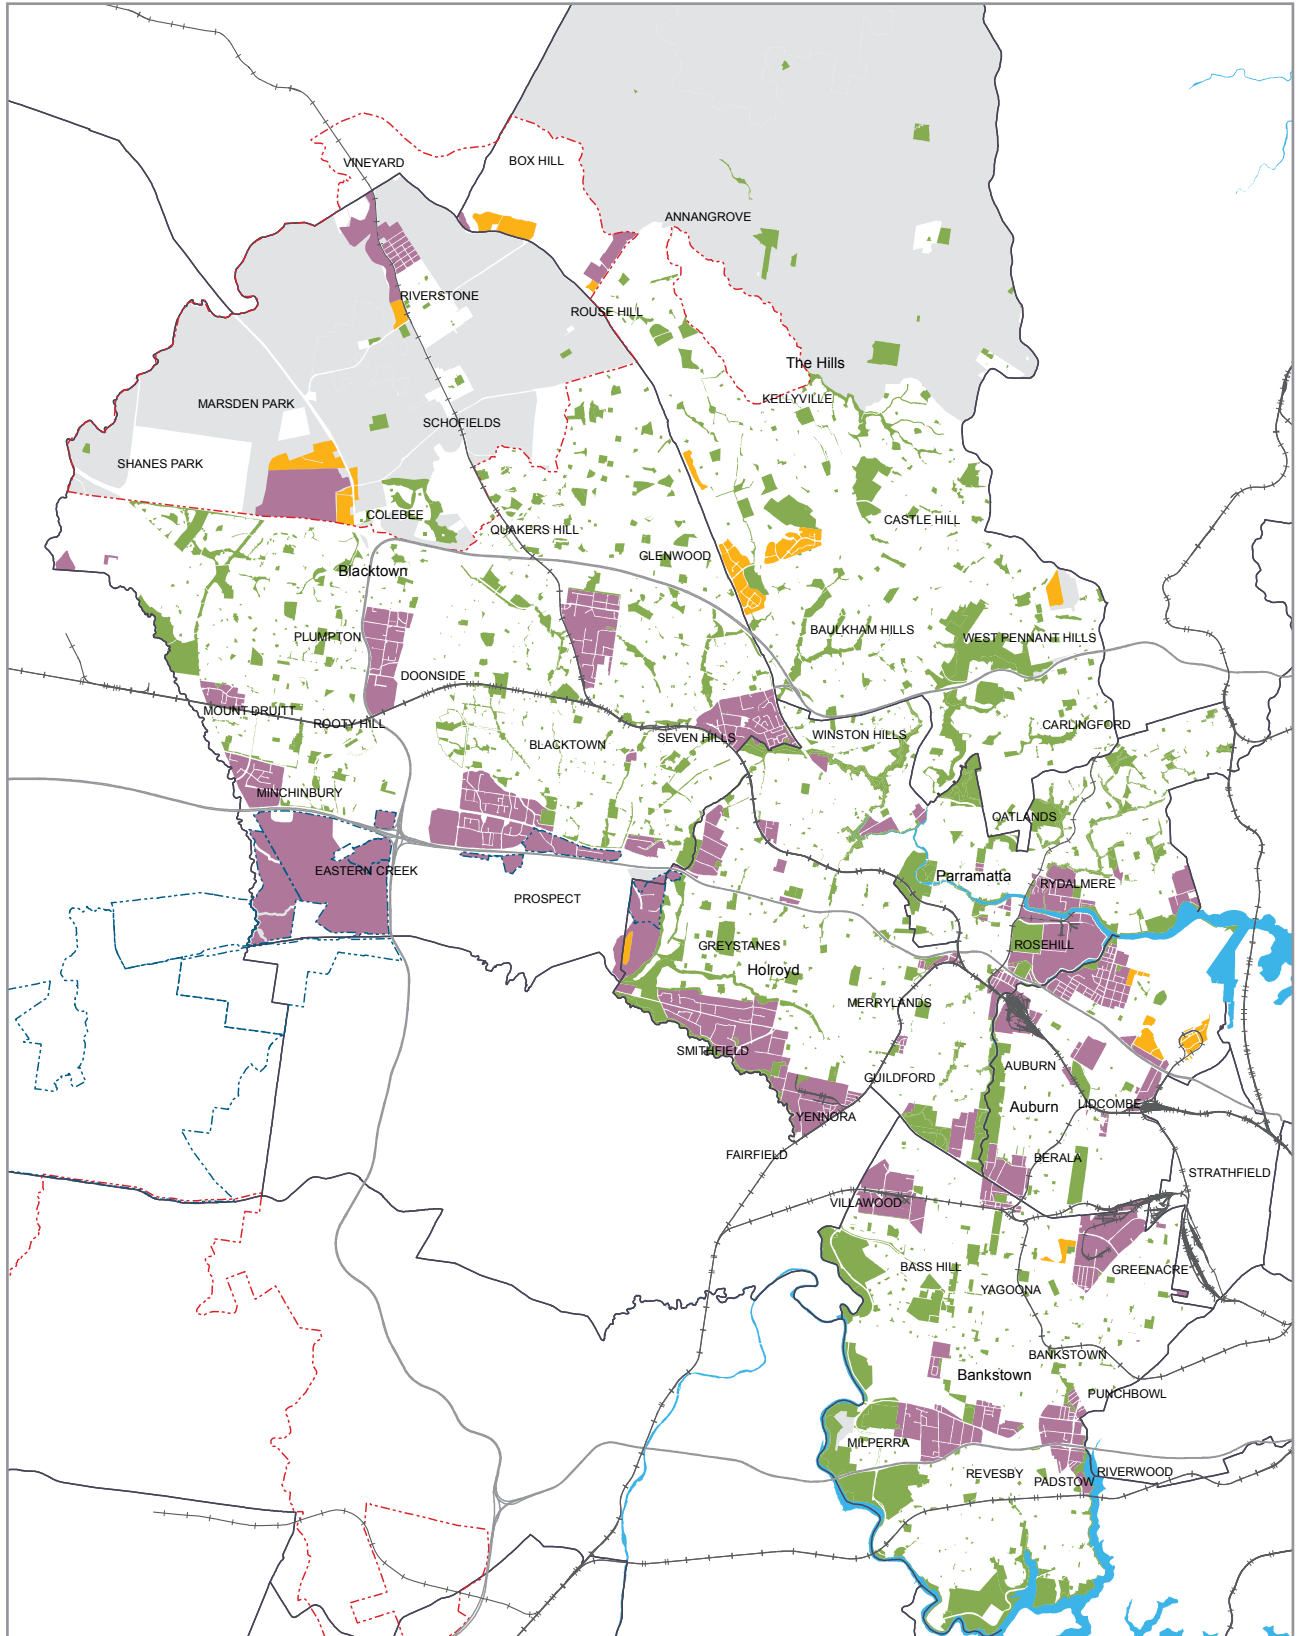 BOX HILL
VINEYARD
ANNANGROVE
RIVERSTONE
ROUSE HILL
The Hills
KELLYVILLE
MARSDEN PARK
SCHOFIELDS
SHANES PARK
COLEBEE
CASTLE HILL
QUAKERS HILL
GLENWOOD
Blacktown
PLUMPTON
BAULKHAM HILLS
WEST PENNANT HILLS
DOONSIDE
MOUNT DRUITT
ROOTY HILL
CARLINGFORD
BLACKTOWN
SEVEN HILLS
WINSTON HILLS
MINCHINBURY
OATLANDS
EASTERN CREEK
Parramatta
RYDALMERE
PROSPECT
GREYSTANES
ROSEHILL
Holroyd
MERRYLANDS
SMITHFIELD
AUBURN
GUILDFORD
Auburn
LIDCOMBE
YENNORA
FAIRFIELD
BERALA
STRATHFIELD
VILLAWOOD
BASS HILL
GREENACRE
YAGOONA
BANKSTOWN
Bankstown
PUNCHBOWL
MILPERRA
REVESBY
RIVERWOOD
PADSTOW